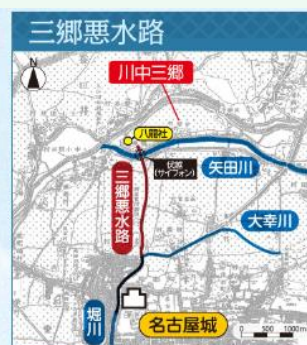 三郷悪水路
N
川中三郷
八龍社
伏越
(サイフォン)
矢田川
三郷悪水路
大幸川
堀川
名古屋城
0 500 1000m